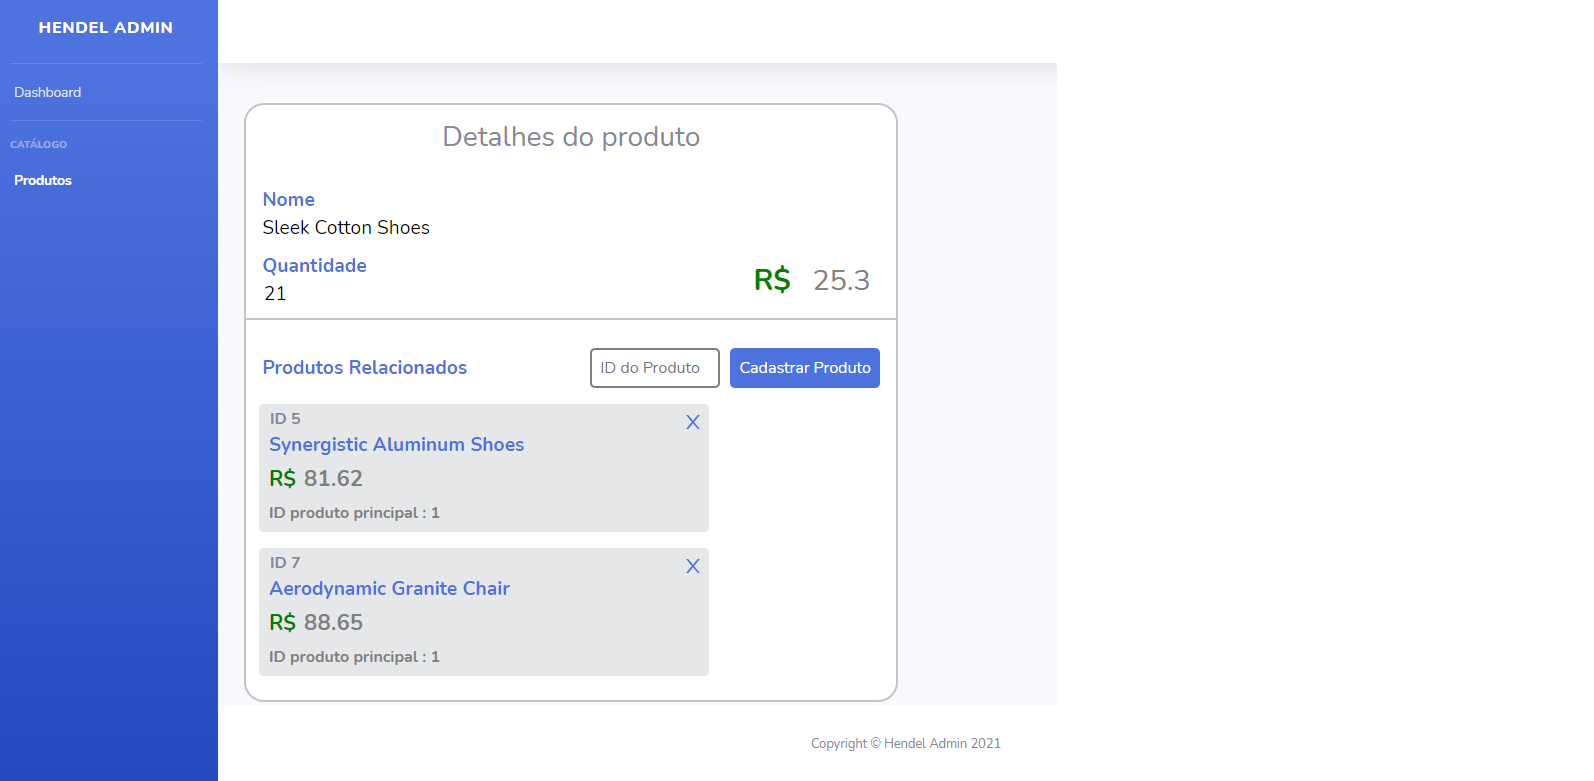 HENDEL ADMIN
Dashboard
CATÁLOGO
Produtos
Detalhes do produto
Nome
Sleek Cotton Shoes
Quantidade
21
R$ 25.3
Produtos Relacionados
ID do Produto
Cadastrar Produto
ID 5
X
Synergistic Aluminum Shoes
R$ 81.62
ID produto principal : 1
ID 7
X
Aerodynamic Granite Chair
R$ 88.65
ID produto principal : 1
Copyright © Hendel Admin 2021